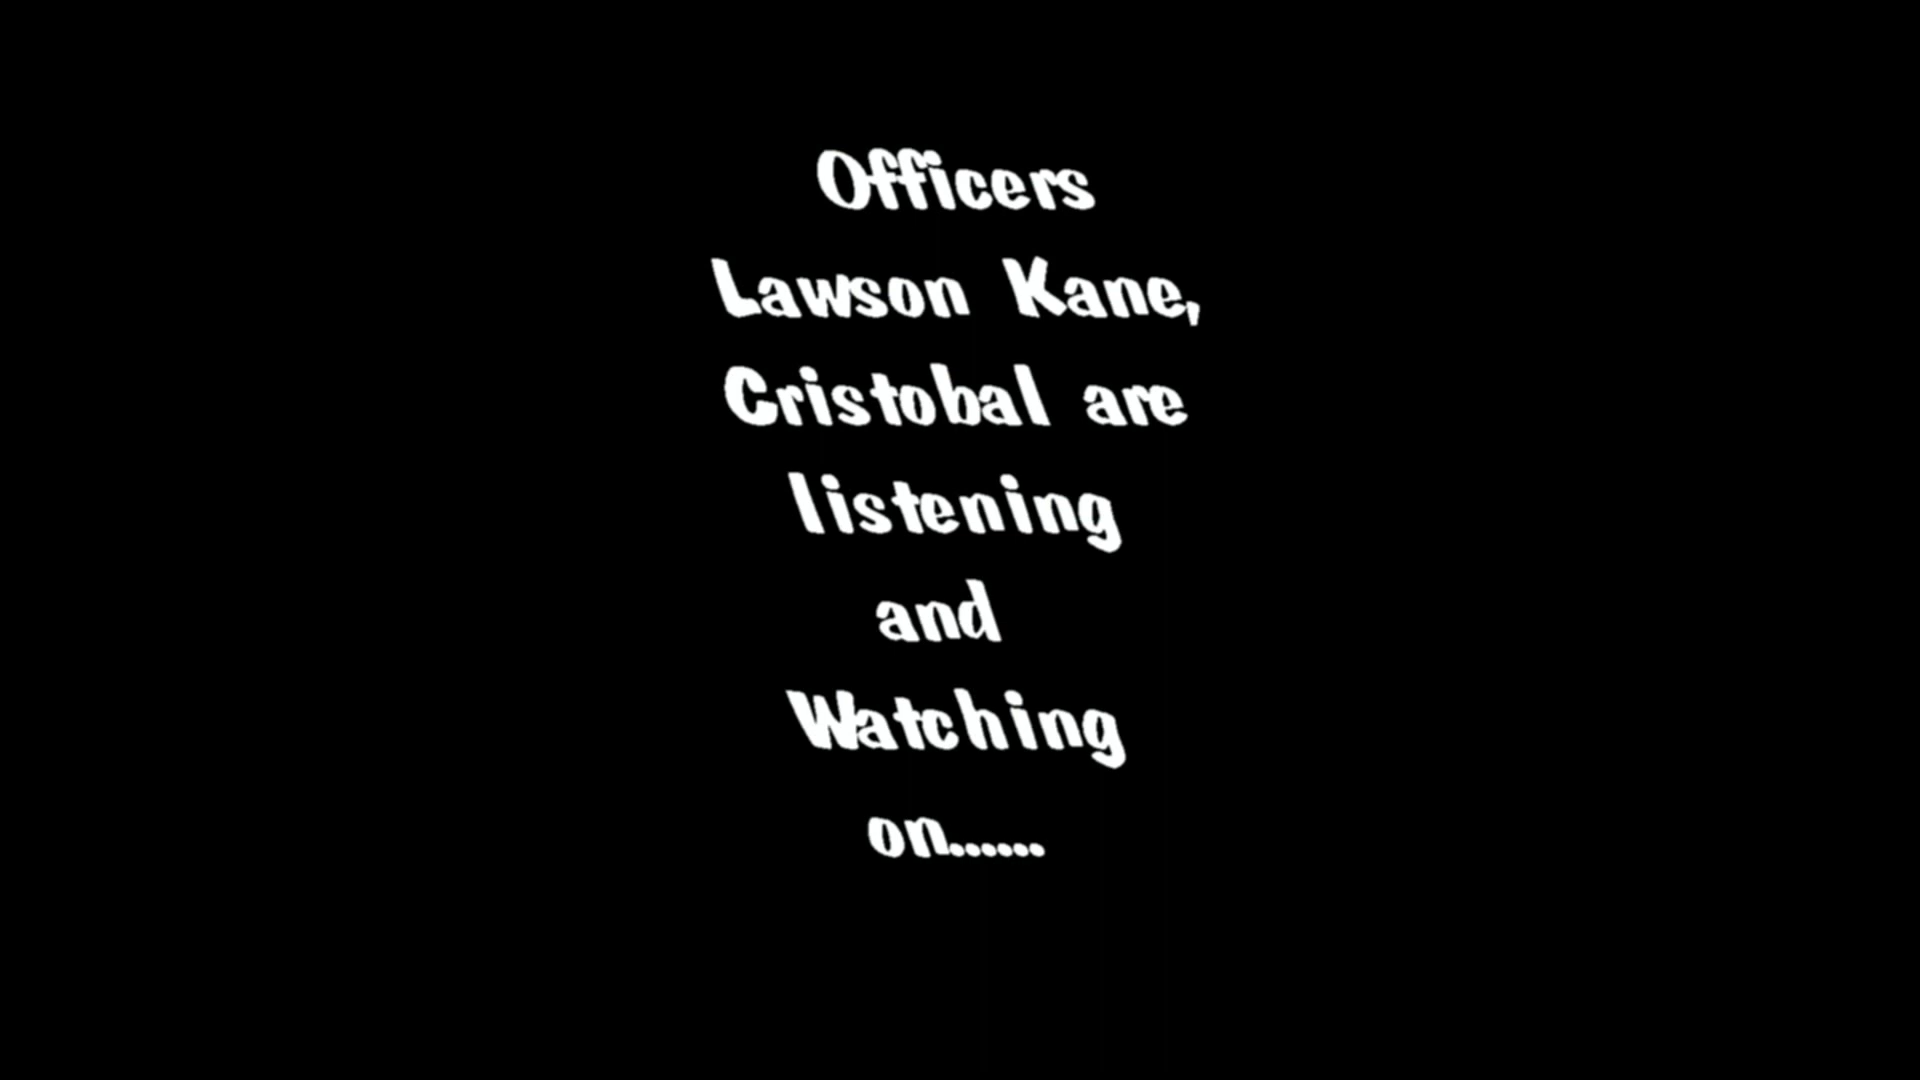 Officers
Lawson Kane,
Cristobal are
listening
and
Watching
on......